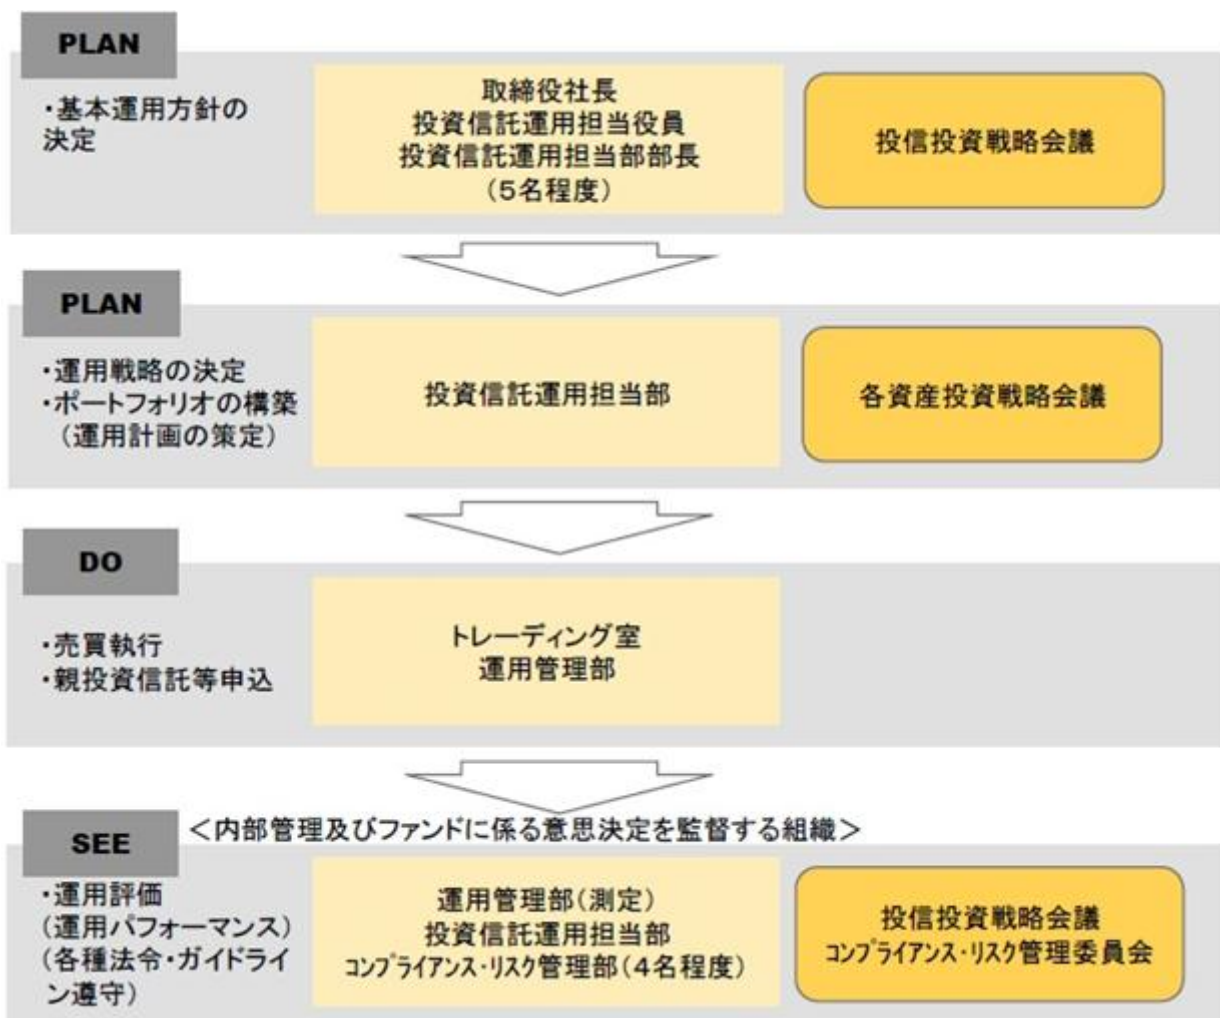 PLAN
・基本運用方針の
決定
取締役社長
投資信託運用担当役員
投資信託運用担当部部長
（５名程度）
投信投資戦略会議
PLAN
・運用戦略の決定
・ポートフォリオの構築
（運用計画の策定）
投資信託運用担当部
各資産投資戦略会議
DO
・売買執行
・親投資信託等申込
トレーディング室
運用管理部
SEE
＜内部管理及びファンドに係る意思決定を監督する組織＞
・運用評価
（運用パフォーマンス）
（各種法令・ガイドライ
ン遵守）
運用管理部（測定）
投資信託運用担当部
ｺﾝﾌﾟﾗｲｱﾝｽ・ﾘｽｸ管理部（４名程度）
投信投資戦略会議
ｺﾝﾌﾟﾗｲｱﾝｽ・ﾘｽｸ管理委員会